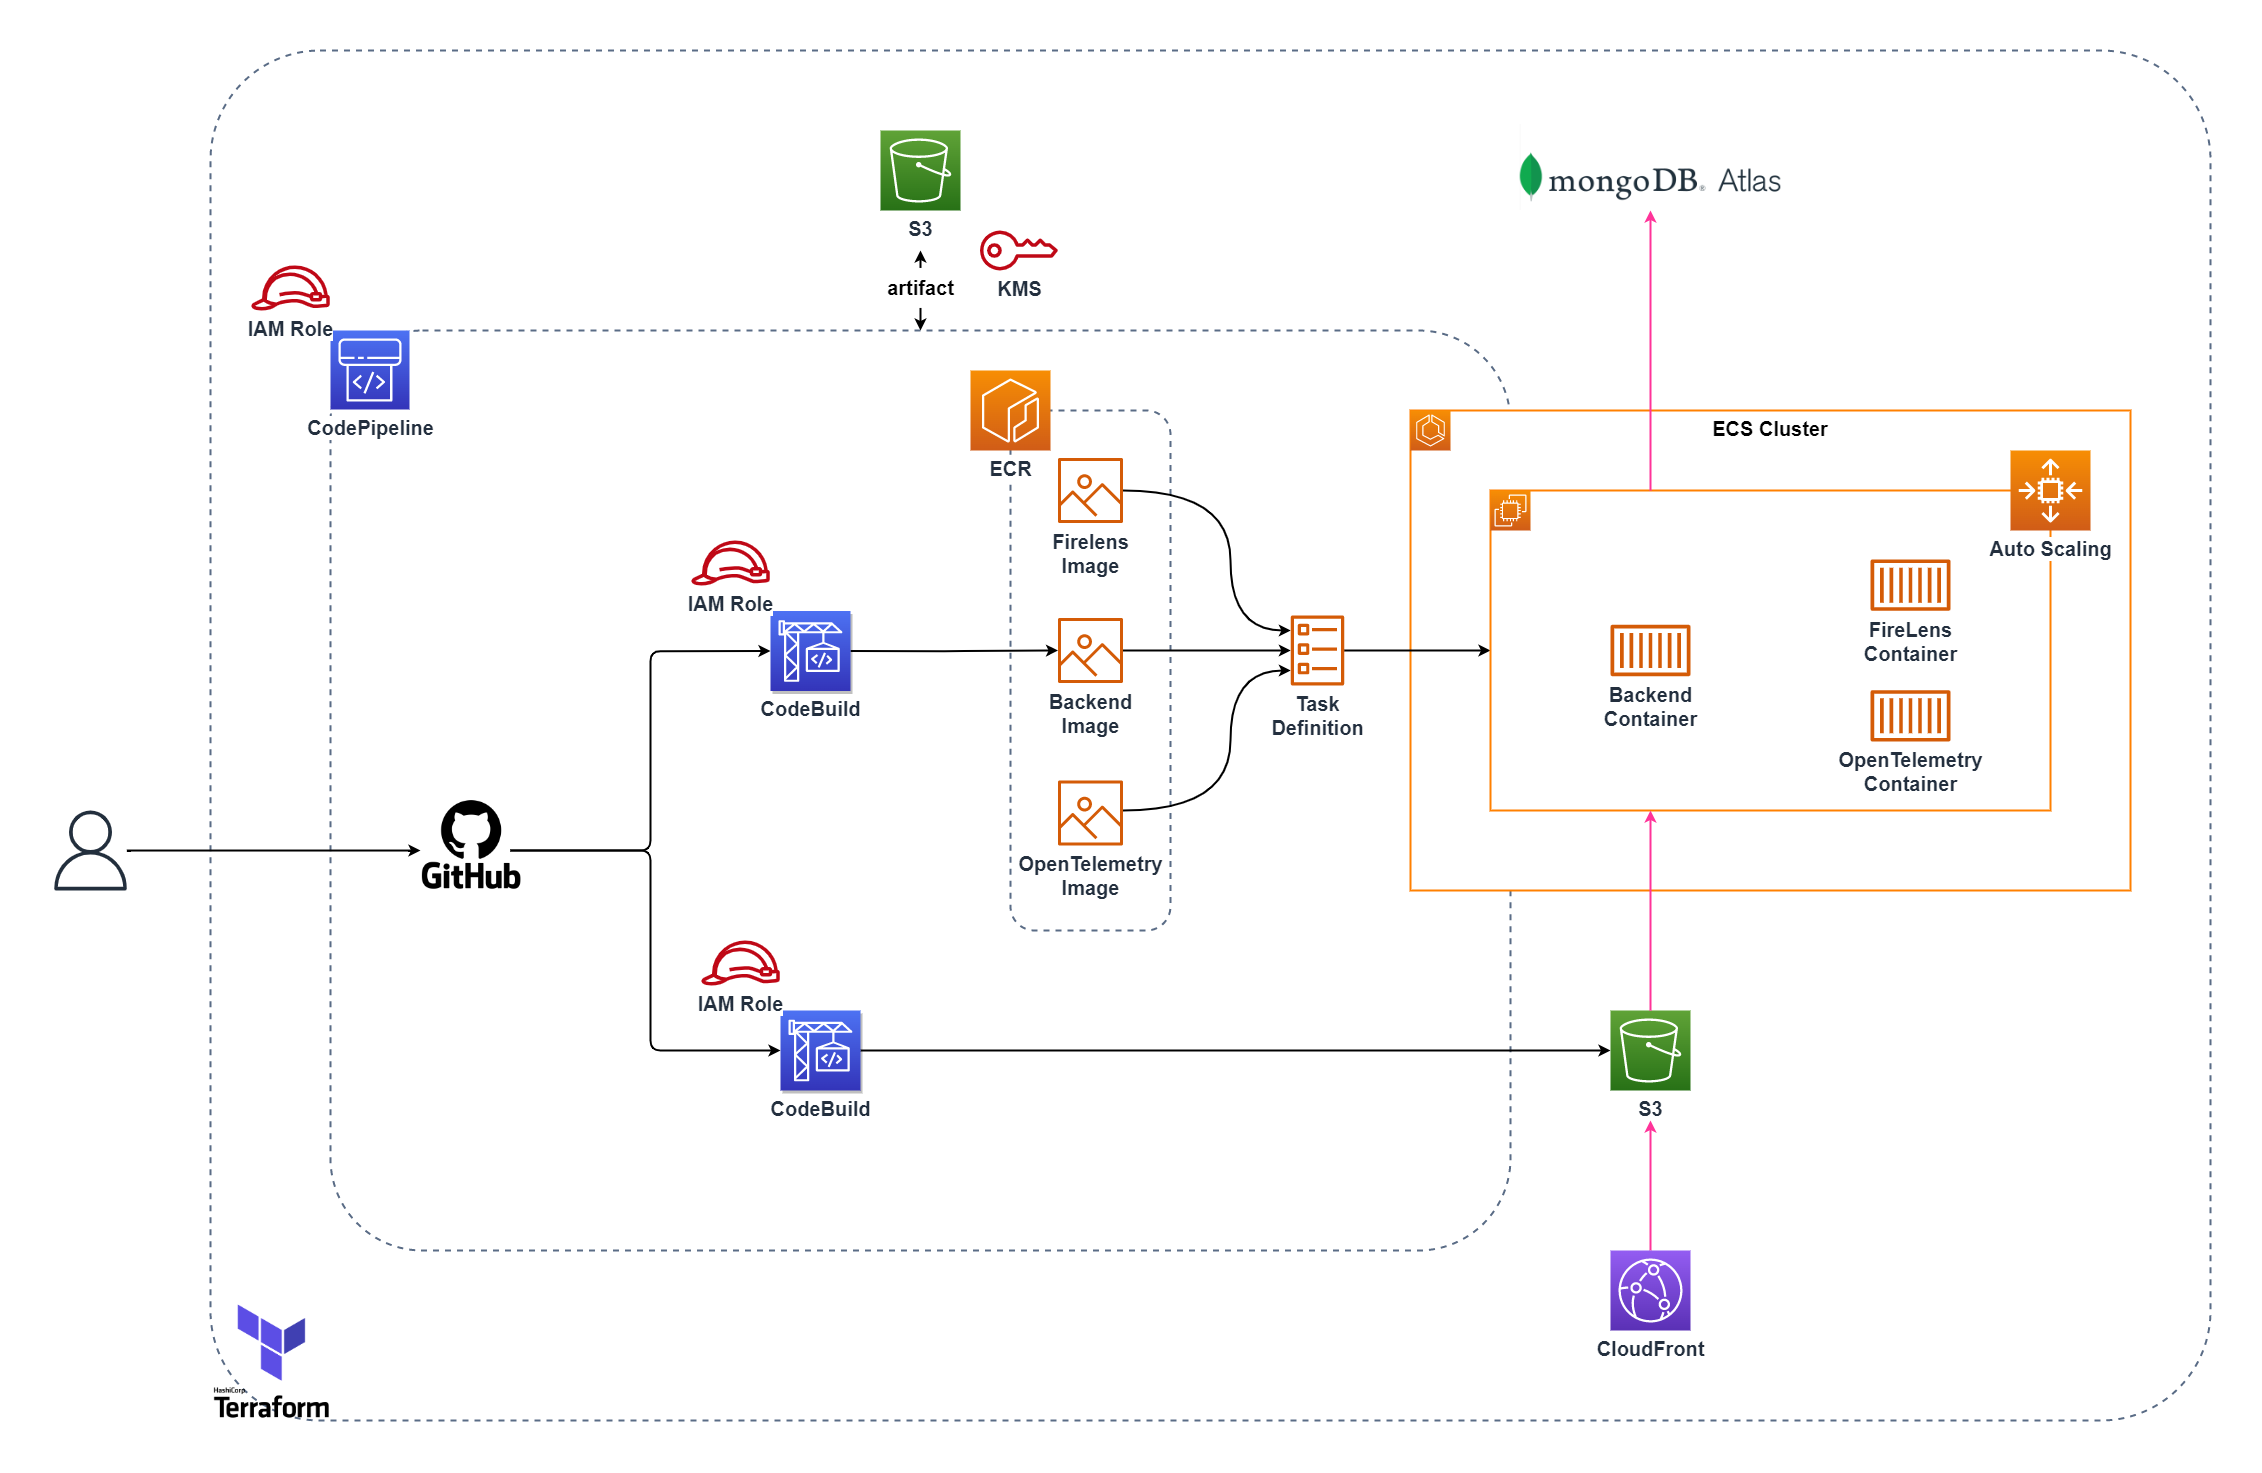 S3
artifact
KMS
mongoDB® Atlas
IAM Role
CodePipeline
ECR
ECS Cluster
Auto Scaling
Firelens
Image
IAM Role
CodeBuild
Backend
Image
OpenTelemetry
Image
Task
Definition
FireLens
Container
Backend
Container
OpenTelemetry
Container
GitHub
IAM Role
CodeBuild
S3
CloudFront
HashiCorp
Terraform